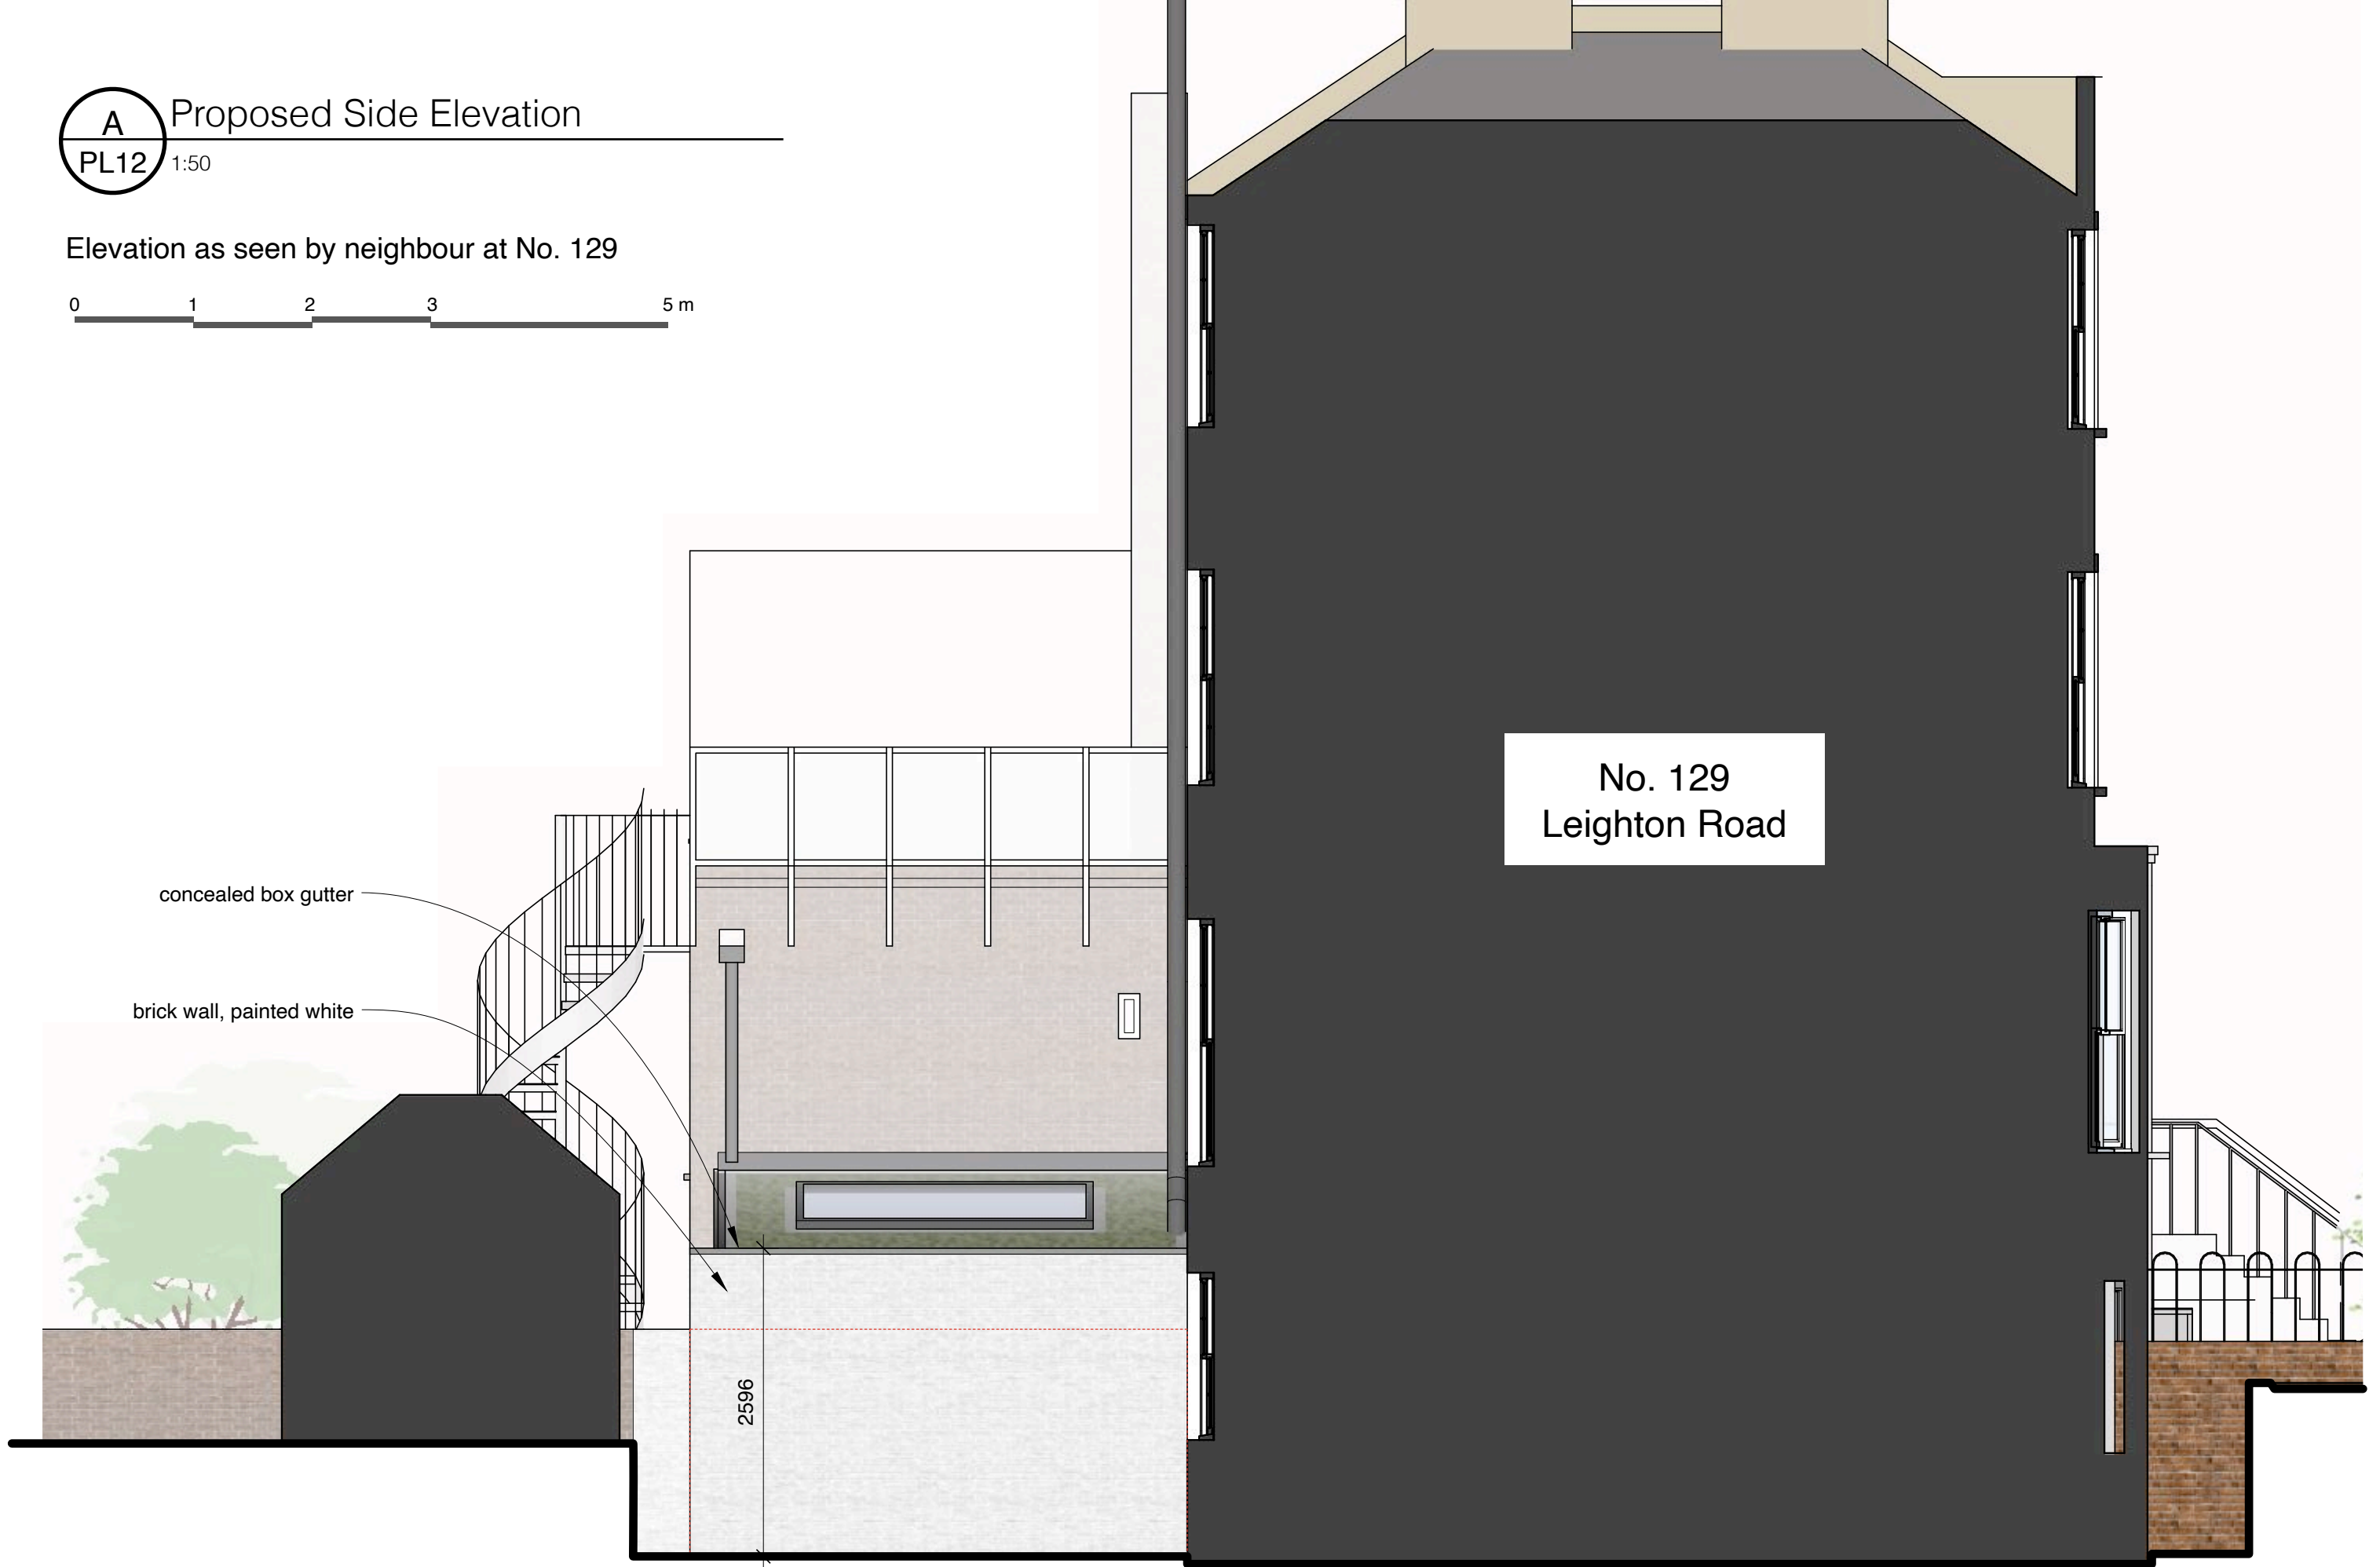 A
PL12
Proposed Side Elevation
1:50
Elevation as seen by neighbour at No. 129
0 1 2 3 5 m
No. 129
Leighton Road
concealed box gutter
brick wall, painted white
2596